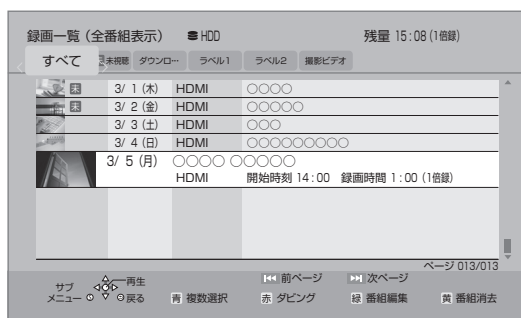 録画一覧（全番組表示） HDD 残量 15:08（1倍録）
すべて 未視聴 ダウンロ… ラベル1 ラベル2 撮影ビデオ
未 3/ 1（木） HDMI ○○○○
未 3/ 2（金） HDMI ○○○○○
3/ 3（土） HDMI ○○○
3/ 4（日） HDMI ○○○○○○○○○
3/ 5（月） ○○○○ ○○○○○
HDMI 開始時刻 14:00 録画時間 1:00（1倍録）
ページ 013/013
サブメニュー 再生 戻る 前ページ 次ページ
青 複数選択 赤 ダビング 緑 番組編集 黄 番組消去